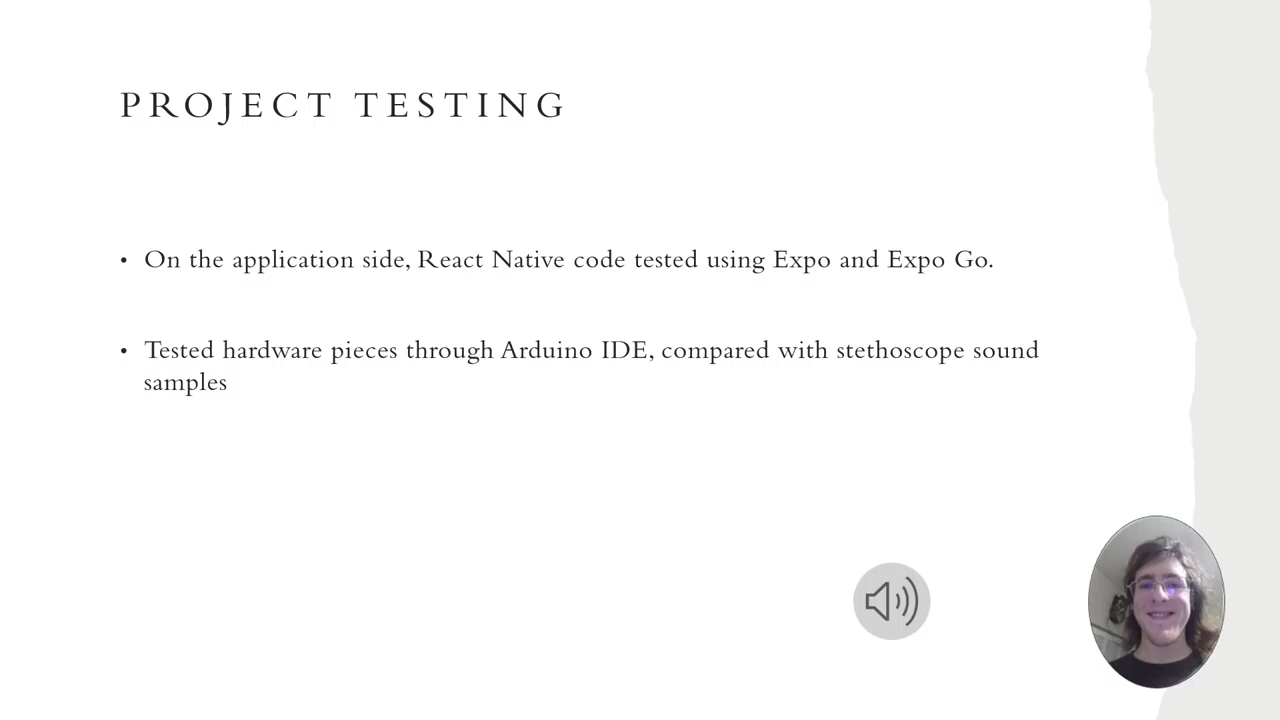 PROJECT TESTING
• On the application side, React Native code tested using Expo and Expo Go.
• Tested hardware pieces through Arduino IDE, compared with stethoscope sound
samples